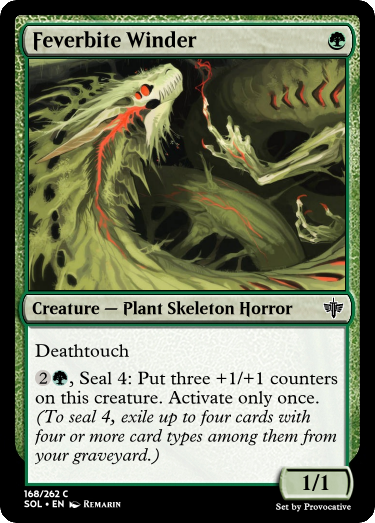 Feverbite Winder
Creature — Plant Skeleton Horror
Deathtouch
2, Seal 4: Put three +1/+1 counters
on this creature. Activate only once.
(To seal 4, exile up to four cards with
four or more card types among them from
your graveyard.)
1/1
168/262 C
SOL • EN REMARIN
Set by Provocative